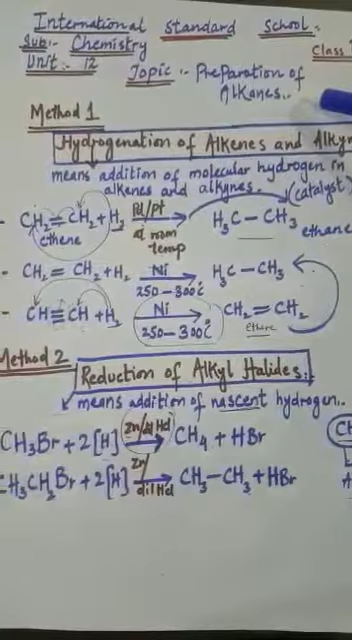 International Standard School.
Sub:- Chemistry
Class
Unit:- 12
Topic:- Preparation of
Alkanes..
Method 1
Hydrogenation of Alkenes and Alkyn
means addition of molecular hydrogen in
alkenes and alkynes. (catalyst)
- CH₂=CH₂+H₂ Pd/Pt at room temp H₃C-CH₃
ethene ethane
- CH₂=CH₂+H₂ Ni 250-300°C H₃C-CH₃
- CH≡CH+H₂ Ni 250-300°C CH₂=CH₂
ethene
Method 2
Reduction of Alkyl Halides.
means addition of nascent hydrogen..
CH₃Br+2[H] Zn/dil Hcl CH₄+HBr
CH₃CH₂Br+2[H] Zn/ dil Hcl CH₃-CH₃+HBr